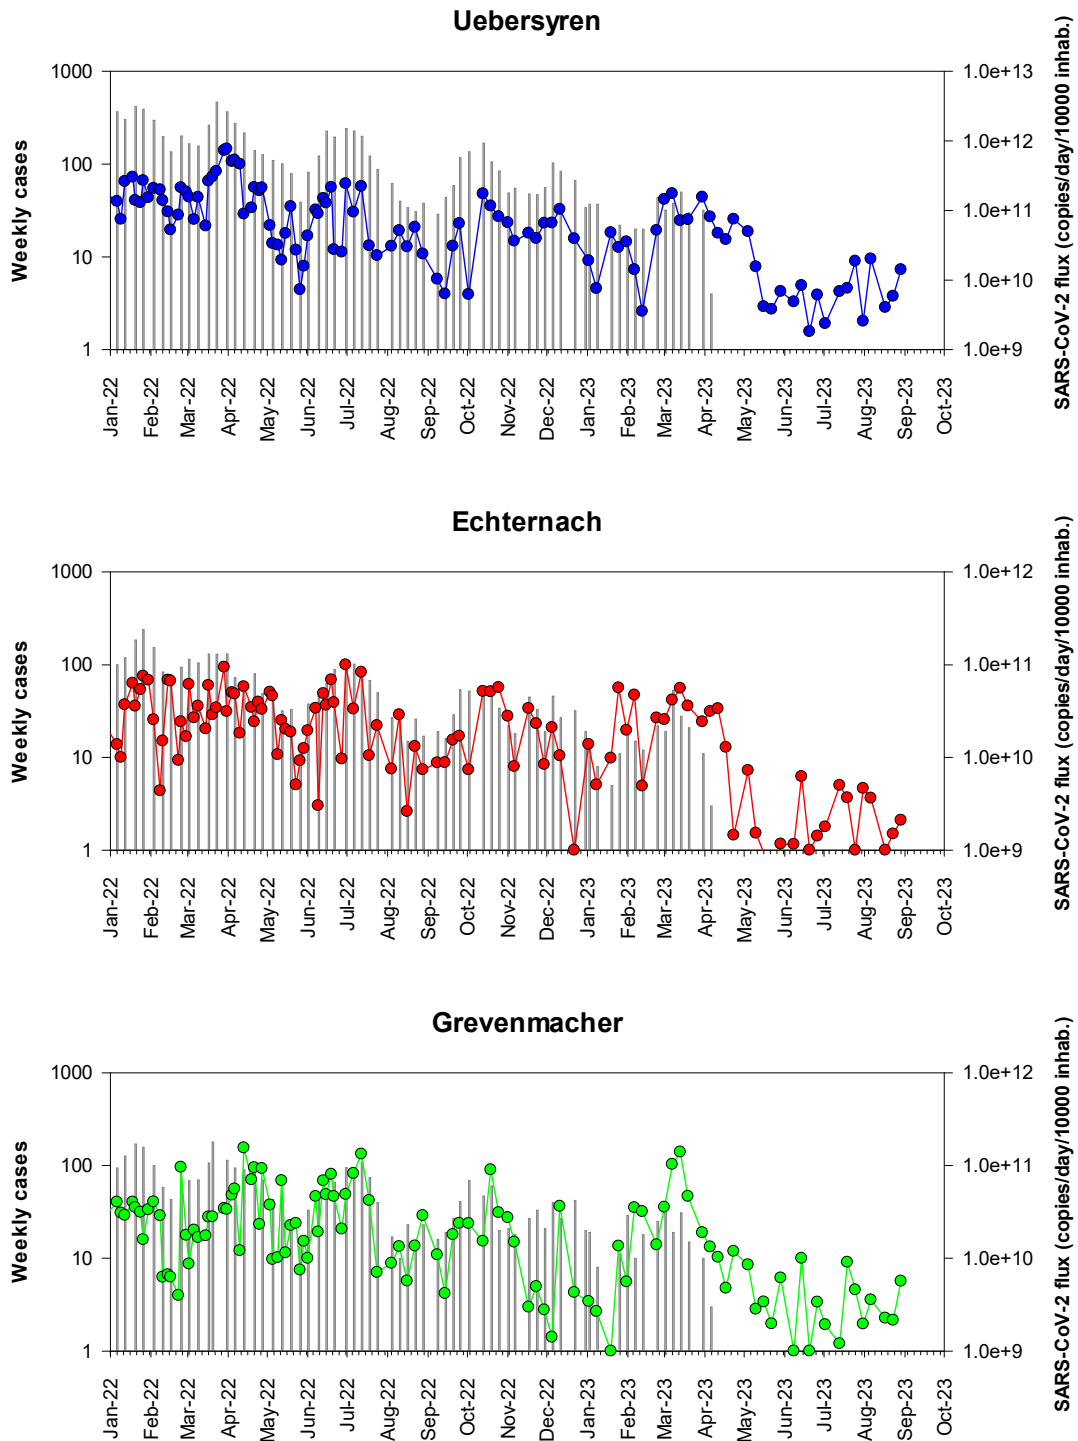 Uebersyren
Weekly cases
1000
100
10
1
1.0e+13
1.0e+12
1.0e+11
1.0e+10
1.0e+9
SARS-CoV-2 flux (copies/day/10000 inhab.)
Jan-22
Feb-22
Mar-22
Apr-22
May-22
Jun-22
Jul-22
Aug-22
Sep-22
Oct-22
Nov-22
Dec-22
Jan-23
Feb-23
Mar-23
Apr-23
May-23
Jun-23
Jul-23
Aug-23
Sep-23
Oct-23
Echternach
Weekly cases
1000
100
10
1
1.0e+12
1.0e+11
1.0e+10
1.0e+9
SARS-CoV-2 flux (copies/day/10000 inhab.)
Jan-22
Feb-22
Mar-22
Apr-22
May-22
Jun-22
Jul-22
Aug-22
Sep-22
Oct-22
Nov-22
Dec-22
Jan-23
Feb-23
Mar-23
Apr-23
May-23
Jun-23
Jul-23
Aug-23
Sep-23
Oct-23
Grevenmacher
Weekly cases
1000
100
10
1
1.0e+12
1.0e+11
1.0e+10
1.0e+9
SARS-CoV-2 flux (copies/day/10000 inhab.)
Jan-22
Feb-22
Mar-22
Apr-22
May-22
Jun-22
Jul-22
Aug-22
Sep-22
Oct-22
Nov-22
Dec-22
Jan-23
Feb-23
Mar-23
Apr-23
May-23
Jun-23
Jul-23
Aug-23
Sep-23
Oct-23